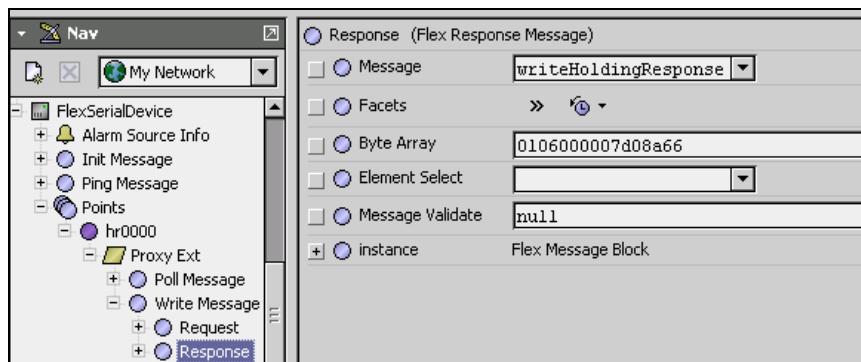 Nav
My Network
FlexSerialDevice
Alarm Source Info
Init Message
Ping Message
Points
hr0000
Proxy Ext
Poll Message
Write Message
Request
Response
Response (Flex Response Message)
Message writeHoldingResponse
Facets »
Byte Array 0106000007d08a66
Element Select
Message Validate null
instance Flex Message Block